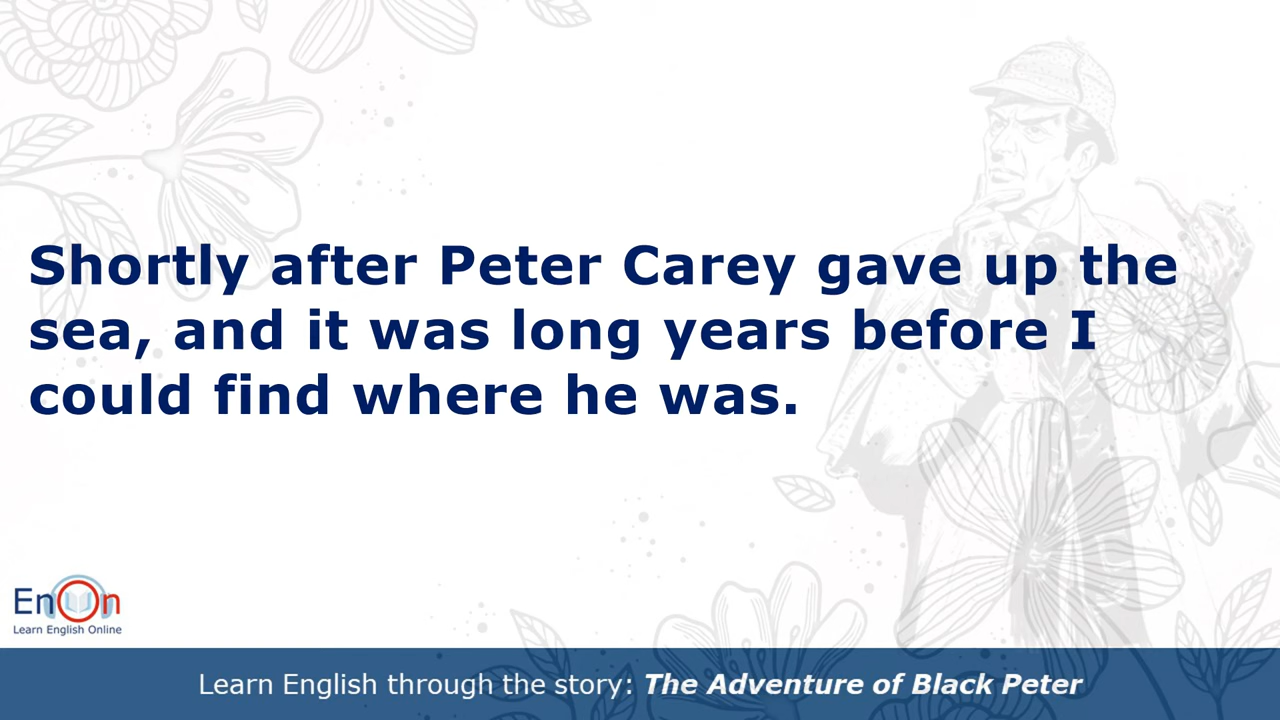 Shortly after Peter Carey gave up the
sea, and it was long years before I
could find where he was.
EnOn
Learn English Online
Learn English through the story: The Adventure of Black Peter